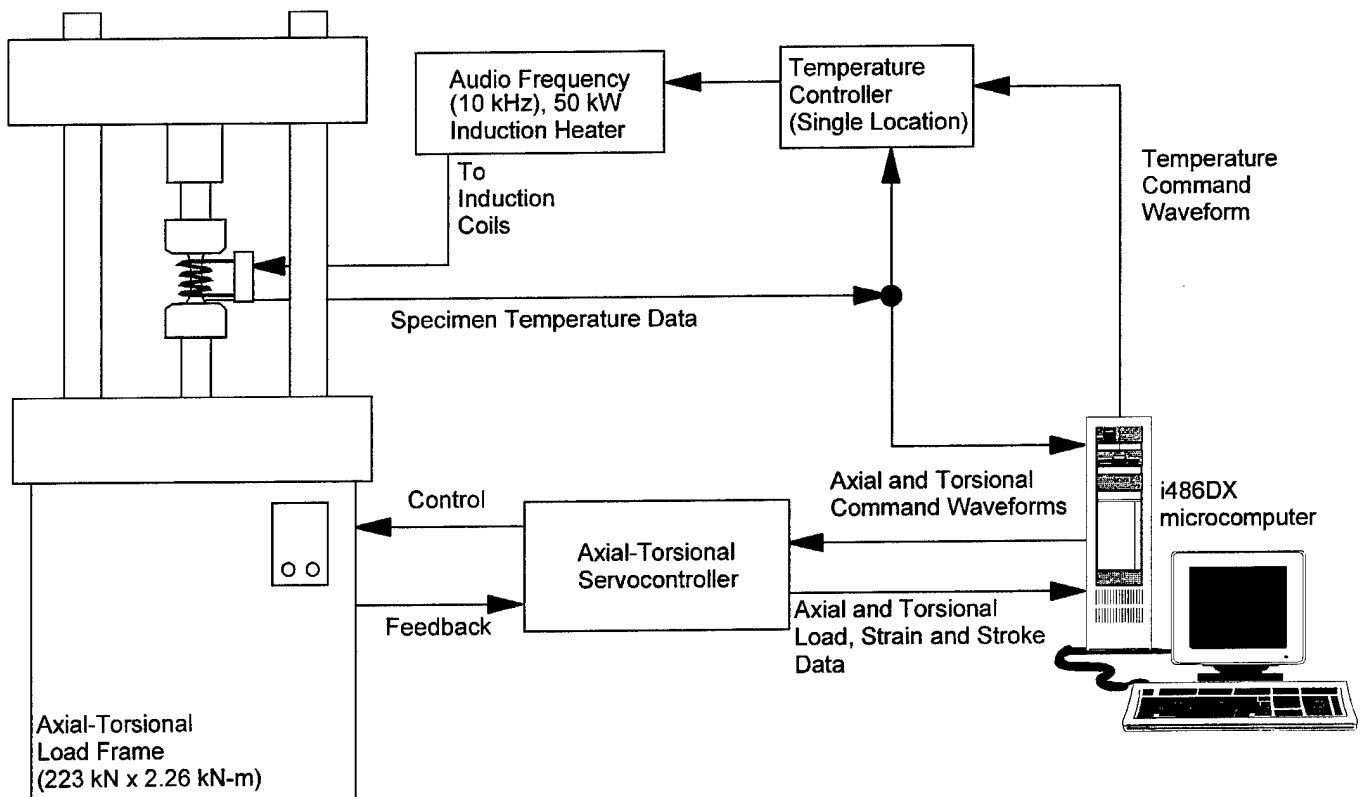 Audio Frequency
(10 kHz), 50 kW
Induction Heater
Temperature
Controller
(Single Location)
To
Induction
Coils
Temperature
Command
Waveform
Specimen Temperature Data
Control
Axial-Torsional
Servocontroller
Feedback
Axial and Torsional
Command Waveforms
i486DX
microcomputer
Axial and Torsional
Load, Strain and Stroke
Data
Axial-Torsional
Load Frame
(223 kN x 2.26 kN-m)